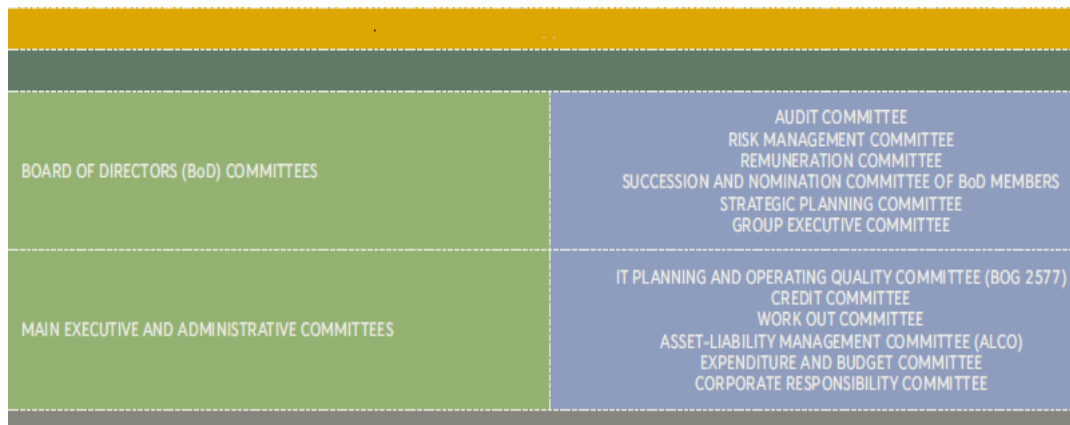 BOARD OF DIRECTORS (BoD) COMMITTEES
AUDIT COMMITTEE
RISK MANAGEMENT COMMITTEE
REMUNERATION COMMITTEE
SUCCESSION AND NOMINATION COMMITTEE OF BoD MEMBERS
STRATEGIC PLANNING COMMITTEE
GROUP EXECUTIVE COMMITTEE
MAIN EXECUTIVE AND ADMINISTRATIVE COMMITTEES
IT PLANNING AND OPERATING QUALITY COMMITTEE (BOG 2577)
CREDIT COMMITTEE
WORK OUT COMMITTEE
ASSET-LIABILITY MANAGEMENT COMMITTEE (ALCO)
EXPENDITURE AND BUDGET COMMITTEE
CORPORATE RESPONSIBILITY COMMITTEE